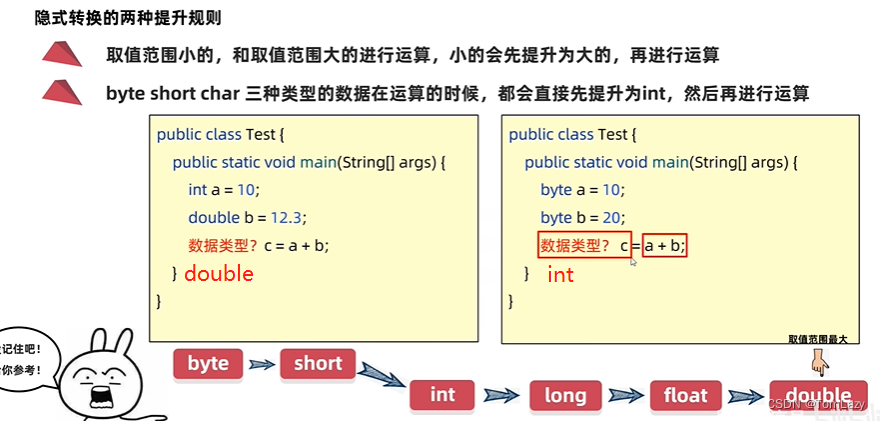 隐式转换的两种提升规则
取值范围小的，和取值范围大的进行运算，小的会先提升为大的，再进行运算
byte short char 三种类型的数据在运算的时候，都会直接先提升为int，然后再进行运算
public class Test {
public static void main(String[] args) {
int a = 10;
double b = 12.3;
数据类型？ c = a + b;
} double
}
public class Test {
public static void main(String[] args) {
byte a = 10;
byte b = 20;
数据类型？ c = a + b;
} int
}
取值范围最大
记住吧！
你参考！
byte
short
int
long
float
double
CSDN @TomLazy